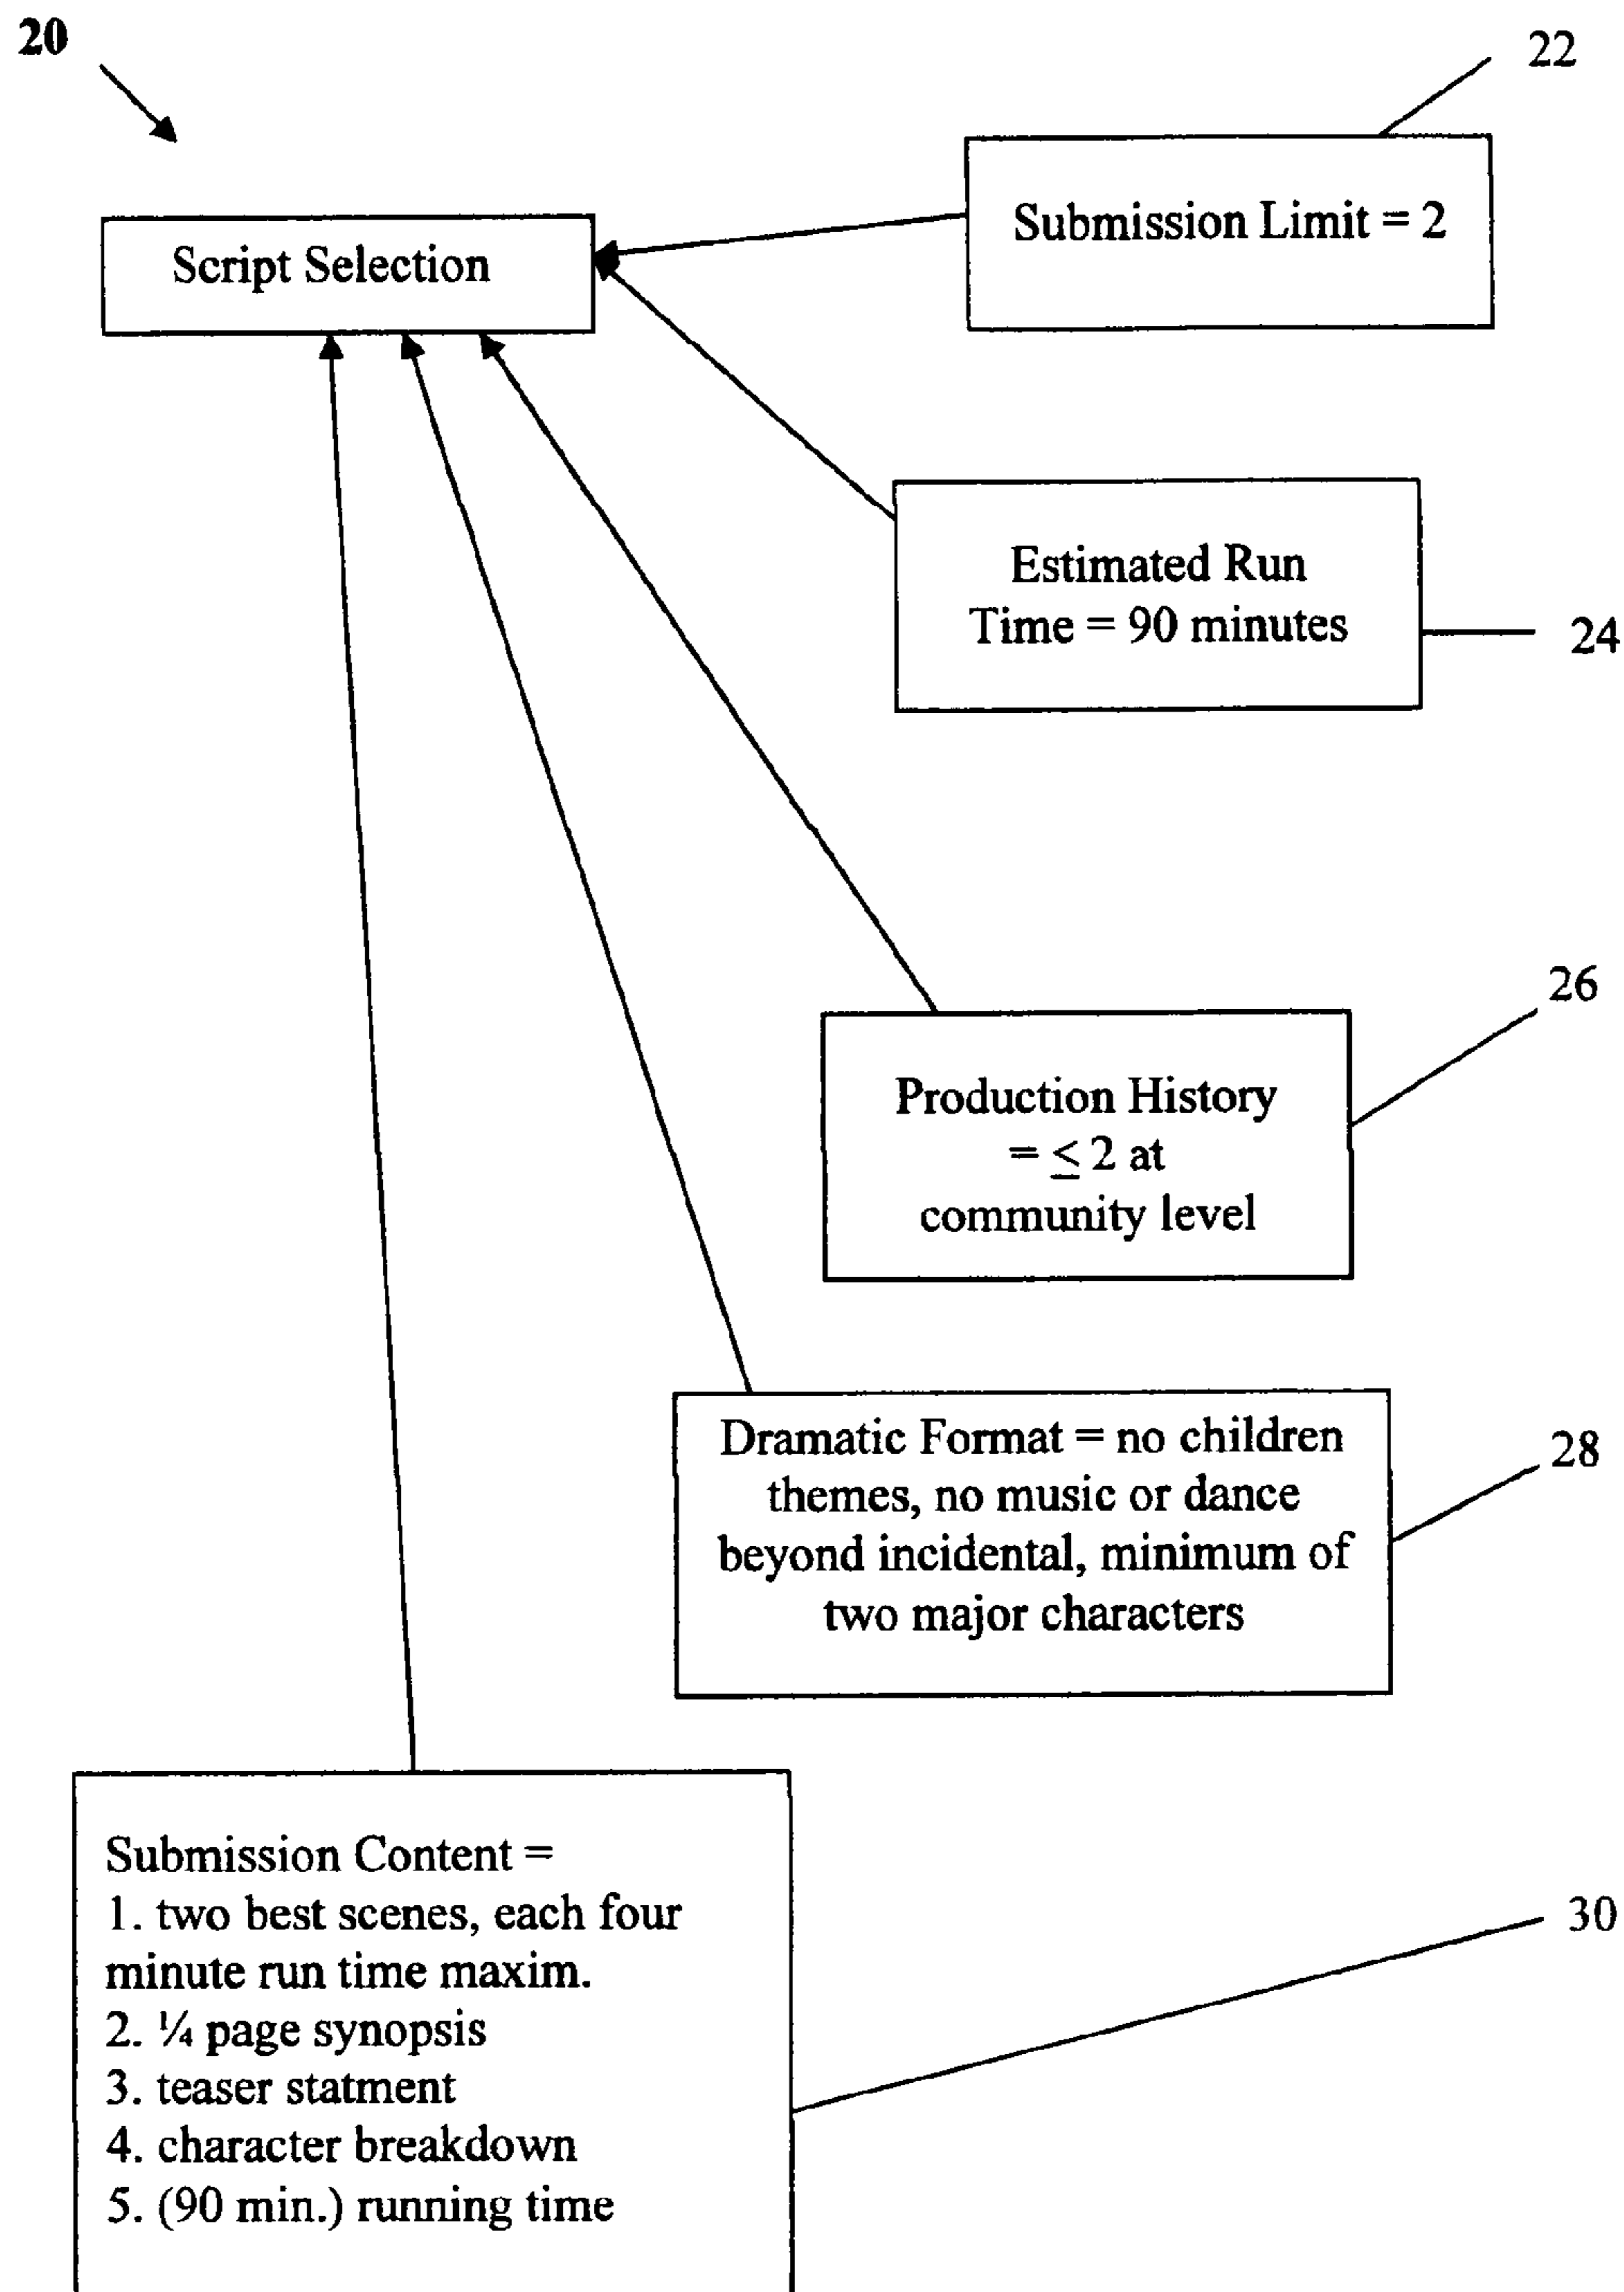 20
22
Submission Limit = 2
Script Selection
Estimated Run
Time = 90 minutes
24
26
Production History
= ≤ 2 at
community level
Dramatic Format = no children
themes, no music or dance
beyond incidental, minimum of
two major characters
28
Submission Content =
1. two best scenes, each four
minute run time maxim.
2. ¼ page synopsis
3. teaser statment
4. character breakdown
5. (90 min.) running time
30